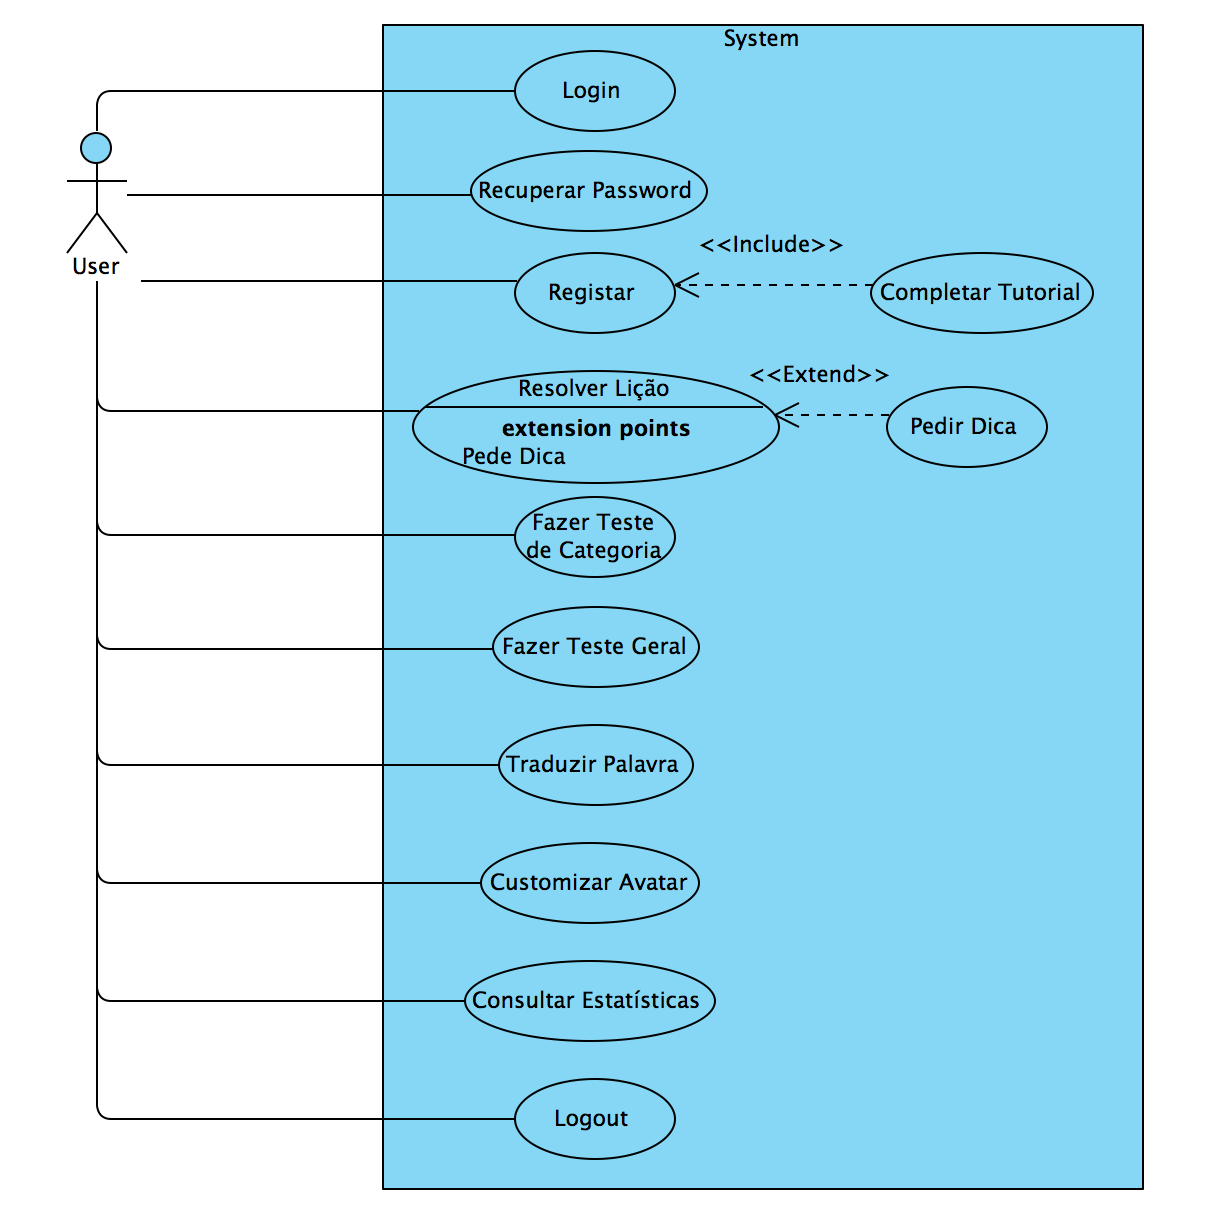 System
Login
Recuperar Password
User
<<Include>>
Registar
Completar Tutorial
<<Extend>>
Resolver Lição
extension points
Pede Dica
Pedir Dica
Fazer Teste
de Categoria
Fazer Teste Geral
Traduzir Palavra
Customizar Avatar
Consultar Estatísticas
Logout